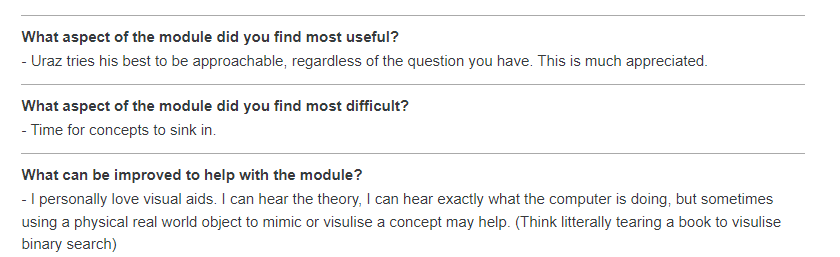 What aspect of the module did you find most useful?
- Uraz tries his best to be approachable, regardless of the question you have. This is much appreciated.
What aspect of the module did you find most difficult?
- Time for concepts to sink in.
What can be improved to help with the module?
- I personally love visual aids. I can hear the theory, I can hear exactly what the computer is doing, but sometimes
using a physical real world object to mimic or visulise a concept may help. (Think litterally tearing a book to visulise
binary search)